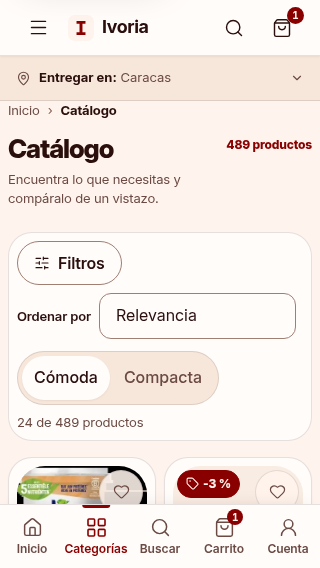 I Ivoria 1
Entregar en: Caracas
Inicio › Catálogo
Catálogo
489 productos
Encuentra lo que necesitas y
compáralo de un vistazo.
Filtros
Ordenar por Relevancia
Cómoda Compacta
24 de 489 productos
-3 %
1
Inicio Categorías Buscar Carrito Cuenta